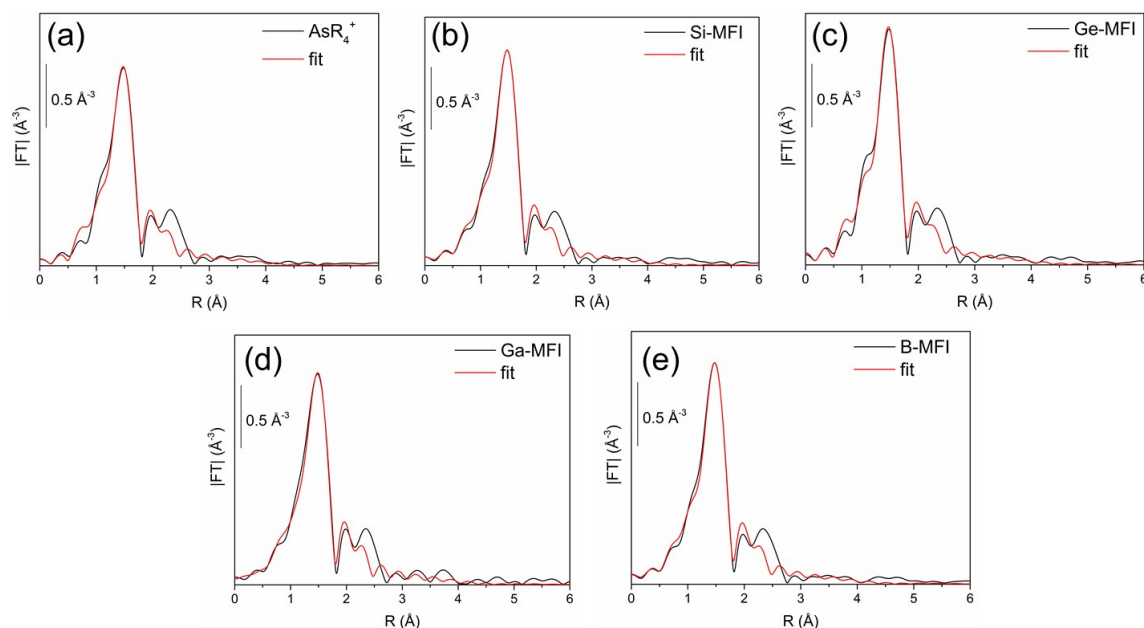 (a)
AsR₄⁺
fit
0.5 Å⁻³
|FT| (Å⁻³)
0 1 2 3 4 5 6
R (Å)
(b)
Si-MFI
fit
0.5 Å⁻³
|FT| (Å⁻³)
0 1 2 3 4 5 6
R (Å)
(c)
Ge-MFI
fit
0.5 Å⁻³
|FT| (Å⁻³)
0 1 2 3 4 5 6
R (Å)
(d)
Ga-MFI
fit
0.5 Å⁻³
|FT| (Å⁻³)
0 1 2 3 4 5 6
R (Å)
(e)
B-MFI
fit
0.5 Å⁻³
|FT| (Å⁻³)
0 1 2 3 4 5 6
R (Å)